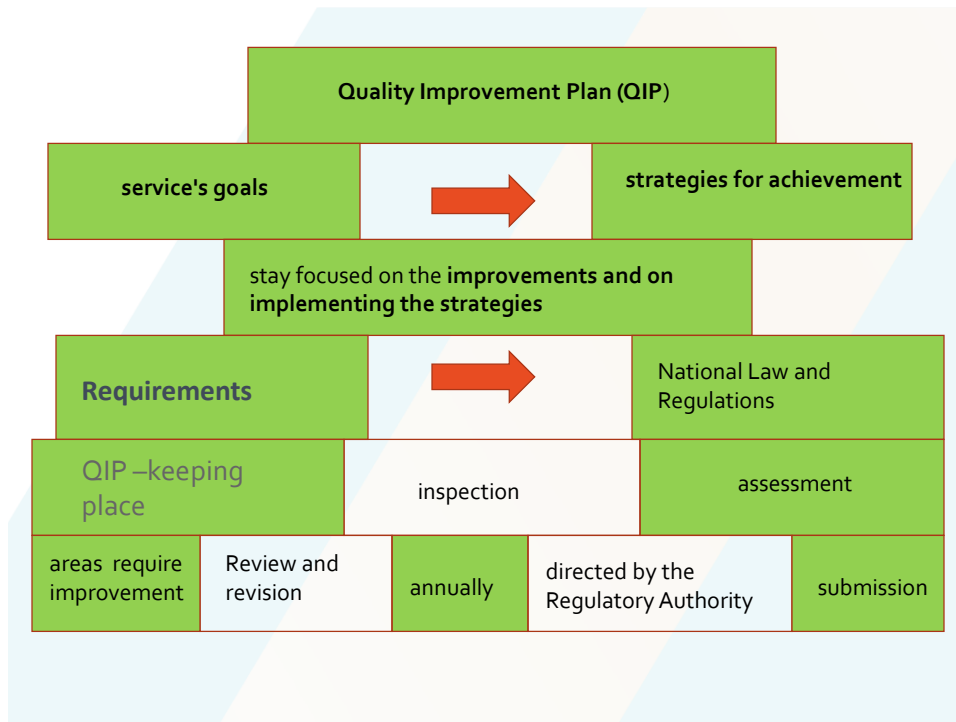 Quality Improvement Plan (QIP)
service's goals
strategies for achievement
stay focused on the improvements and on
implementing the strategies
Requirements
National Law and
Regulations
QIP –keeping
place
inspection
assessment
areas  require
improvement
Review and
revision
annually
directed by the
Regulatory Authority
submission